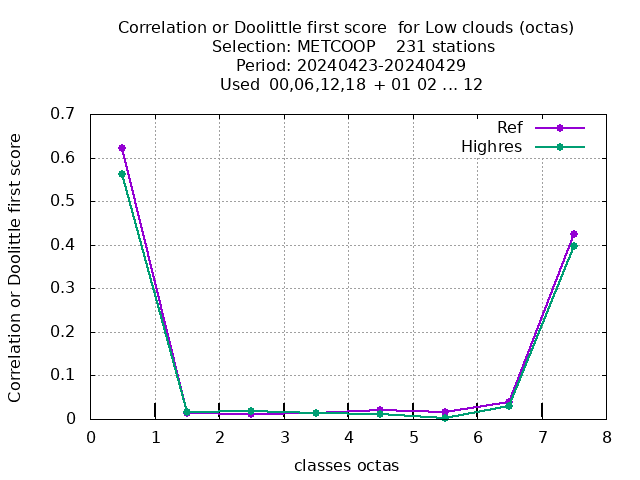 Correlation or Doolittle first score  for Low clouds (octas)
Selection: METCOOP    231 stations
Period: 20240423-20240429
Used  00,06,12,18  + 01 02 ... 12
Correlation or Doolittle first score
0.7
0.6
0.5
0.4
0.3
0.2
0.1
0
Ref
Highres
0 1 2 3 4 5 6 7 8
classes octas